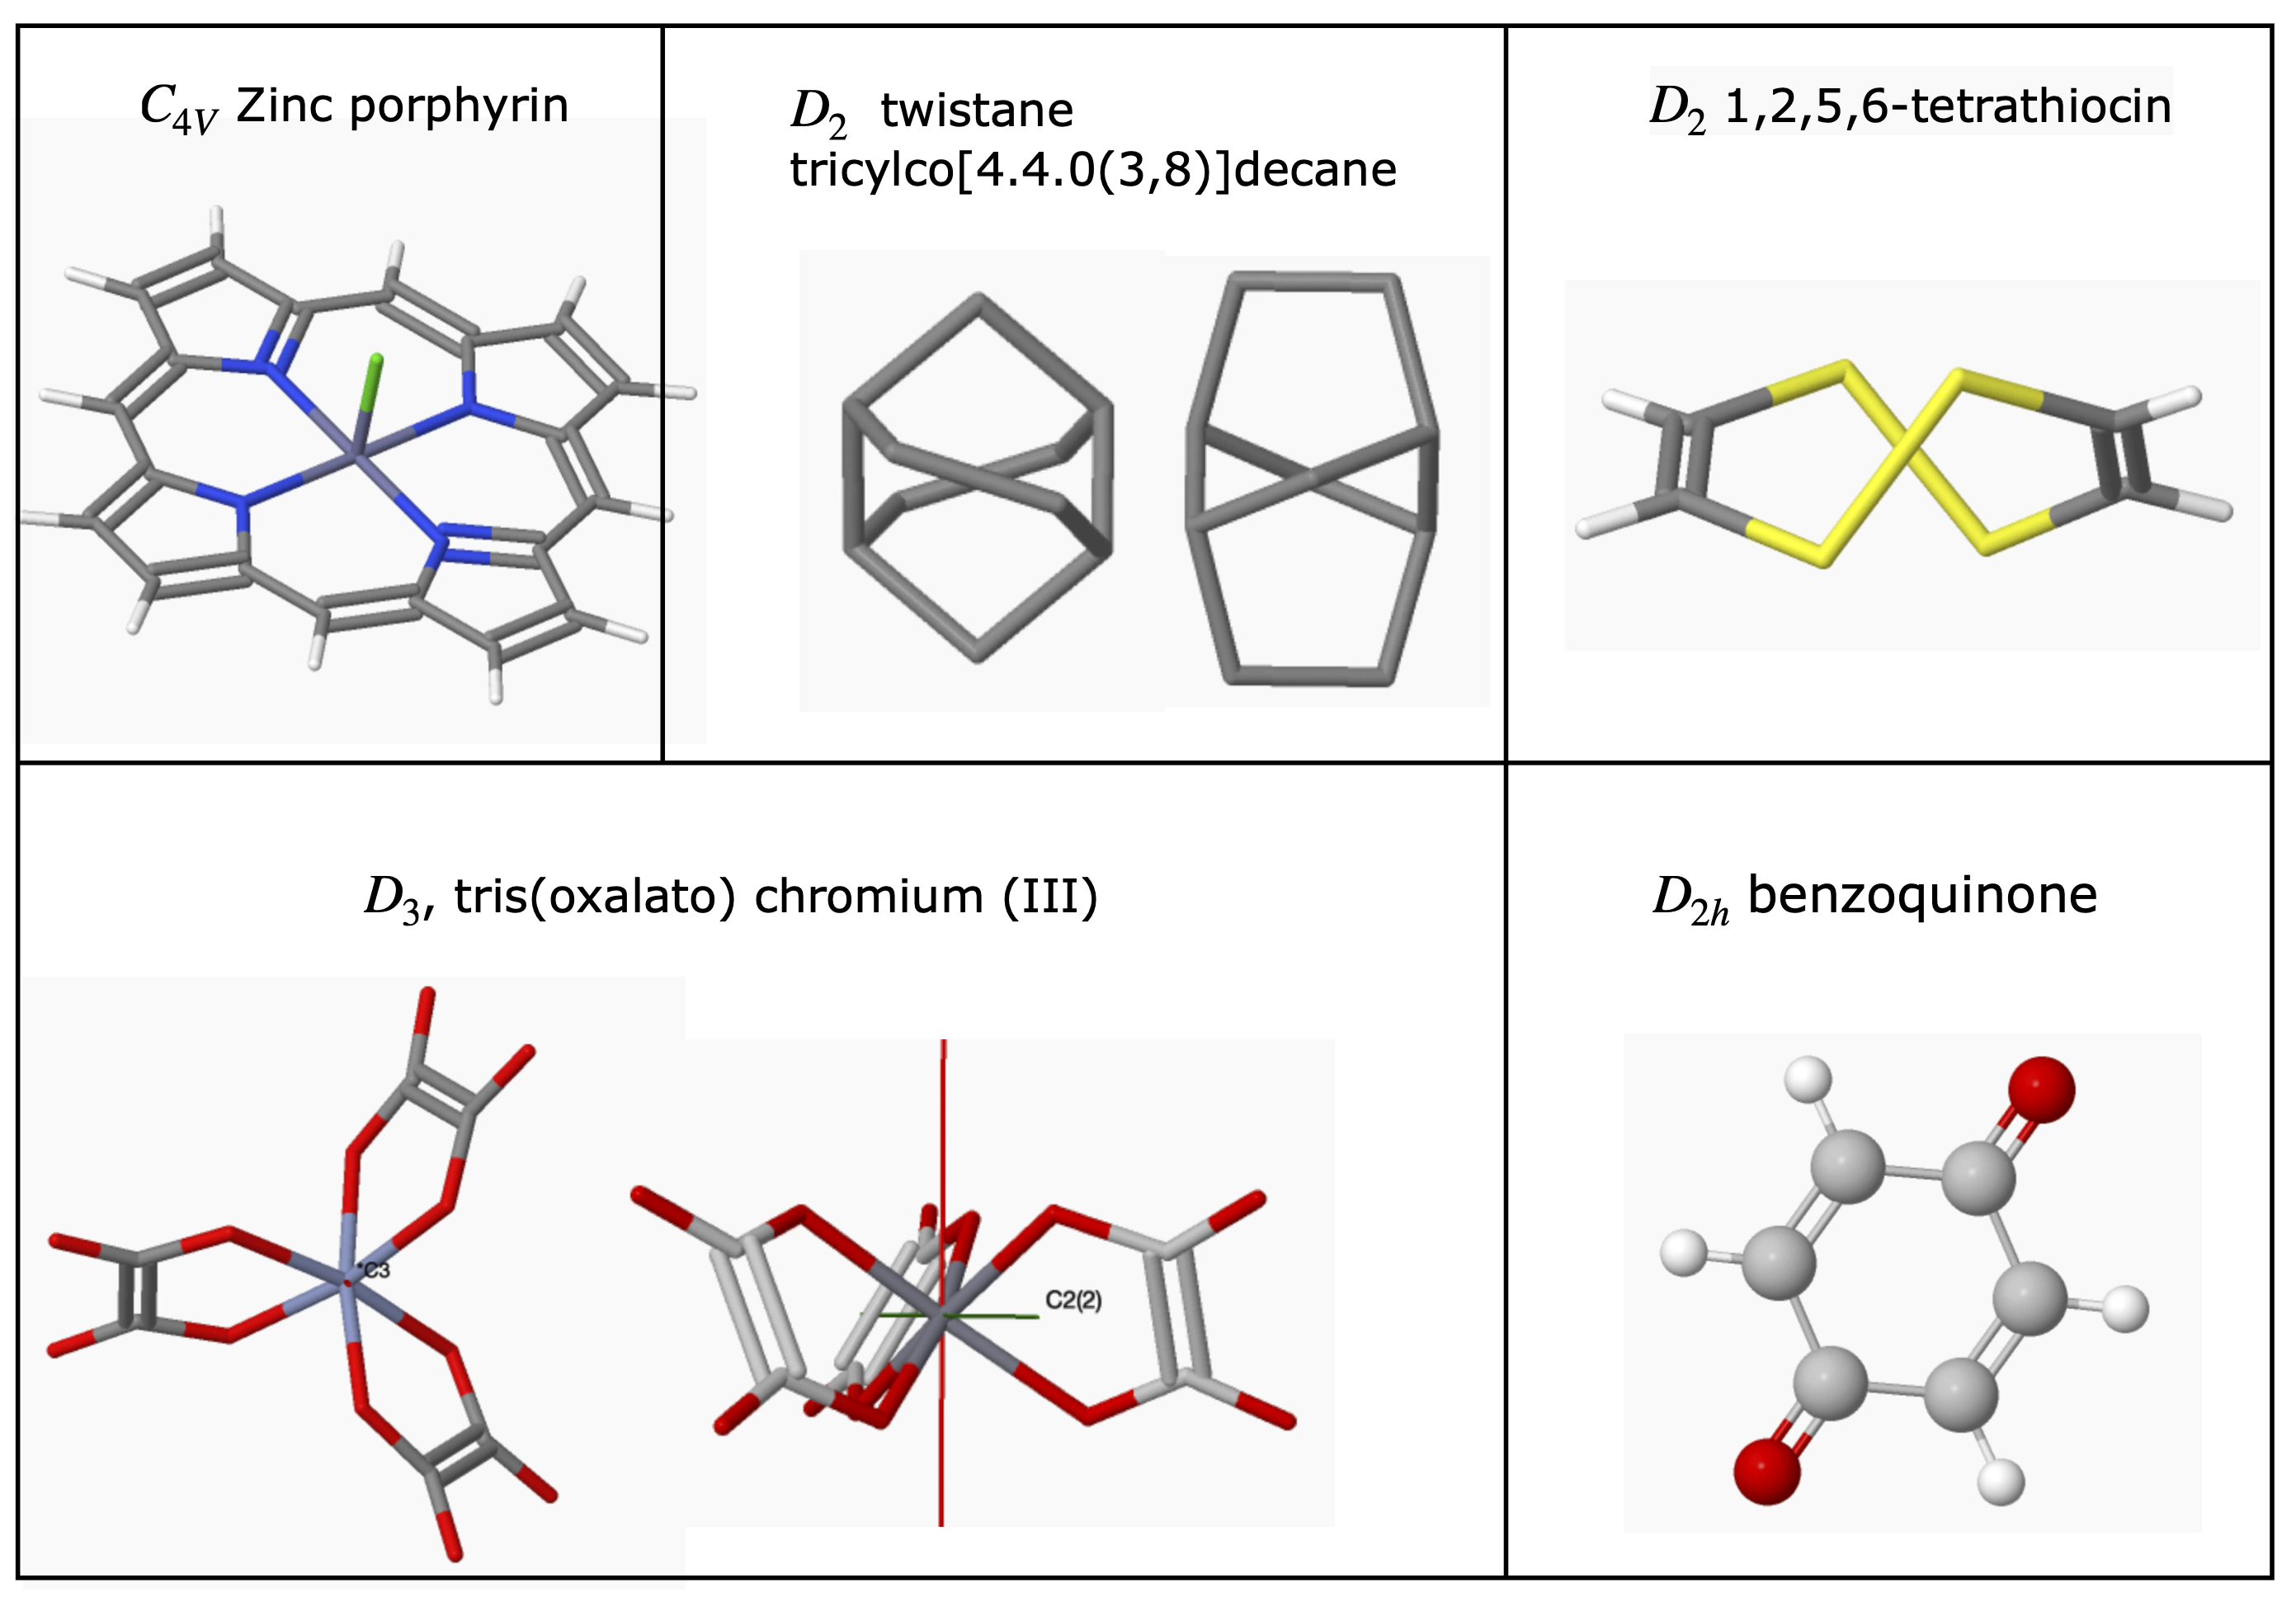 C4V Zinc porphyrin
D2 twistane
tricylco[4.4.0(3,8)]decane
D2 1,2,5,6-tetrathiocin
D3, tris(oxalato) chromium (III)
C3
C2(2)
D2h benzoquinone